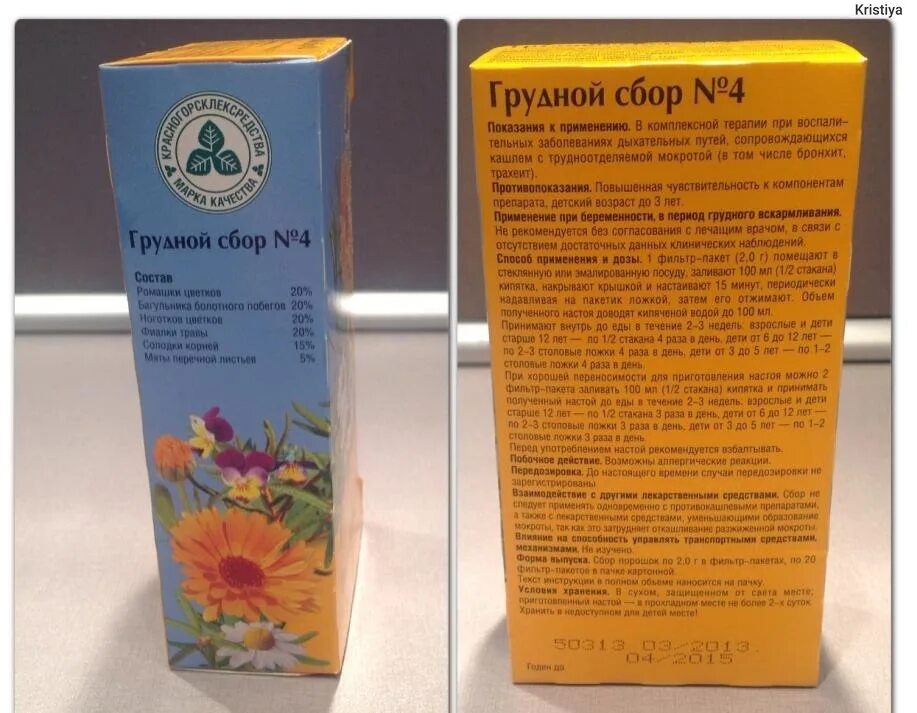 Kristiya
КРАСНОГОРСКЛЕКСРЕДСТВА
МАРКА КАЧЕСТВА
Грудной сбор №4
Состав
Ромашки цветков 20%
Багульника болотного побегов 20%
Ноготков цветков 20%
Фиалки травы 20%
Солодки корней 15%
Мяты перечной листьев 5%
Грудной сбор №4
Показания к применению. В комплексной терапии при воспали-
тельных заболеваниях дыхательных путей, сопровождающихся
кашлем с трудноотделяемой мокротой (в том числе бронхит,
трахеит).
Противопоказания. Повышенная чувствительность к компонентам
препарата, детский возраст до 3 лет.
Применение при беременности, в период грудного вскармливания.
Не рекомендуется без согласования с лечащим врачом, в связи с
отсутствием достаточных данных клинических наблюдений.
Способ применения и дозы. 1 фильтр-пакет (2,0 г) помещают в
стеклянную или эмалированную посуду, заливают 100 мл (1/2 стакана)
кипятка, накрывают крышкой и настаивают 15 минут, периодически
надавливая на пакетик ложкой, затем его отжимают. Объем
полученного настоя доводят кипяченой водой до 100 мл.
Принимают внутрь до еды в течение 2–3 недель: взрослые и дети
старше 12 лет — по 1/2 стакана 4 раза в день, дети от 6 до 12 лет —
по 2–3 столовые ложки 4 раза в день, дети от 3 до 5 лет — по 1–2
столовые ложки 4 раза в день.
При хорошей переносимости для приготовления настоя можно 2
фильтр-пакета заливать 100 мл (1/2 стакана) кипятка и принимать
полученный настой до еды в течение 2–3 недель: взрослые и дети
старше 12 лет — по 1/2 стакана 3 раза в день, дети от 6 до 12 лет —
по 2–3 столовые ложки 3 раза в день, дети от 3 до 5 лет — по 1–2
столовые ложки 3 раза в день.
Перед употреблением настой рекомендуется взбалтывать.
Побочное действие. Возможны аллергические реакции.
Передозировка. До настоящего времени случаи передозировки не
зарегистрированы.
Взаимодействие с другими лекарственными средствами. Сбор не
следует применять одновременно с противокашлевыми препаратами,
а также с лекарственными средствами, уменьшающими образование
мокроты, так как это затрудняет откашливание разжиженной мокроты.
Влияние на способность управлять транспортными средствами,
механизмами. Не изучено.
Форма выпуска. Сбор порошок по 2,0 г в фильтр-пакетах, по 20
фильтр-пакетов в пачке картонной.
Текст инструкции в полном объеме наносится на пачку.
Условия хранения. В сухом, защищенном от света месте;
приготовленный настой — в прохладном месте не более 2-х суток.
Хранить в недоступном для детей месте!
50313 03/2013.
04/2015
Годен до